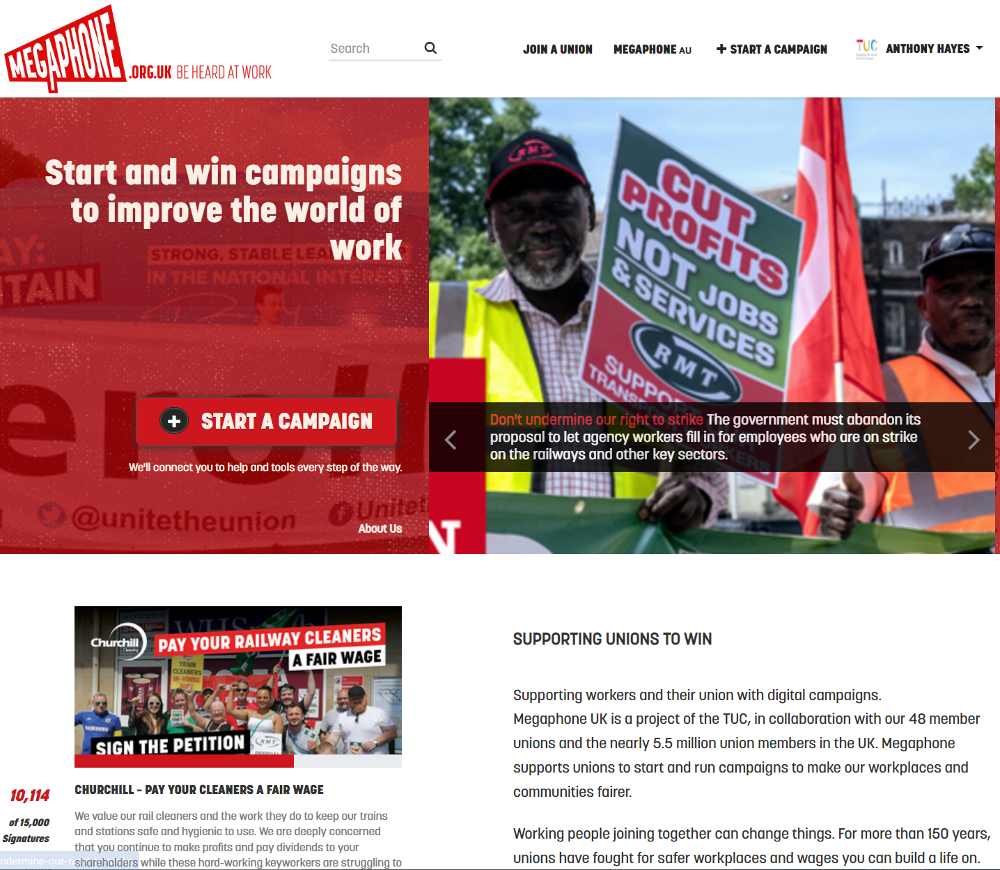 MEGAPHONE
.ORG.UK BE HEARD AT WORK
Search
JOIN A UNION
MEGAPHONE AU
START A CAMPAIGN
TUC
ANTHONY HAYES
Start and win campaigns
to improve the world of
work
AY:
STRONG, STABLE LEA
TAIN
IN THE NATIONAL INTEREST
START A CAMPAIGN
We'll connect you to help and tools every step of the way.
@unitetheunion
Unitet
About Us
RMT
CUT
PROFITS
NOT JOBS
& SERVICES
RMT
SUPPO
TRANS
KERS
N
Don't undermine our right to strike The government must abandon its
proposal to let agency workers fill in for employees who are on strike
on the railways and other key sectors.
DAILY EXPRESS
WHS
Churchill
Cleaning
PAY YOUR RAILWAY CLEANERS
A FAIR WAGE
TRAIN
CLEANERS
IN-HOUSE
NOW
COSTA
SAMSUNG
RMT
SIGN THE PETITION
10,114
of 15,000
Signatures
CHURCHILL - PAY YOUR CLEANERS A FAIR WAGE
We value our rail cleaners and the work they do to keep our trains
and stations safe and hygienic to use. We are deeply concerned
that you continue to make profits and pay dividends to your
shareholders while these hard-working keyworkers are struggling to
ndermine-our-ri
SUPPORTING UNIONS TO WIN
Supporting workers and their union with digital campaigns.
Megaphone UK is a project of the TUC, in collaboration with our 48 member
unions and the nearly 5.5 million union members in the UK. Megaphone
supports unions to start and run campaigns to make our workplaces and
communities fairer.
Working people joining together can change things. For more than 150 years,
unions have fought for safer workplaces and wages you can build a life on.